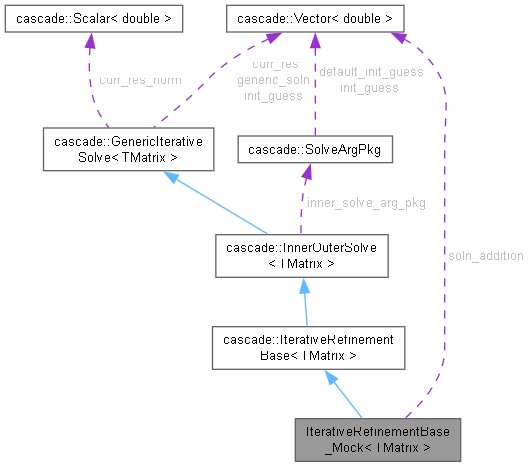 cascade::Scalar< double >
cascade::Vector< double >
curr_res_norm
curr_res
generic_soln
init_guess
default_init_guess
init_guess
cascade::GenericIterative
Solve< TMatrix >
cascade::SolveArgPkg
inner_solve_arg_pkg
cascade::InnerOuterSolve
< TMatrix >
soln_addition
cascade::IterativeRefinement
Base< TMatrix >
IterativeRefinementBase
_Mock< TMatrix >